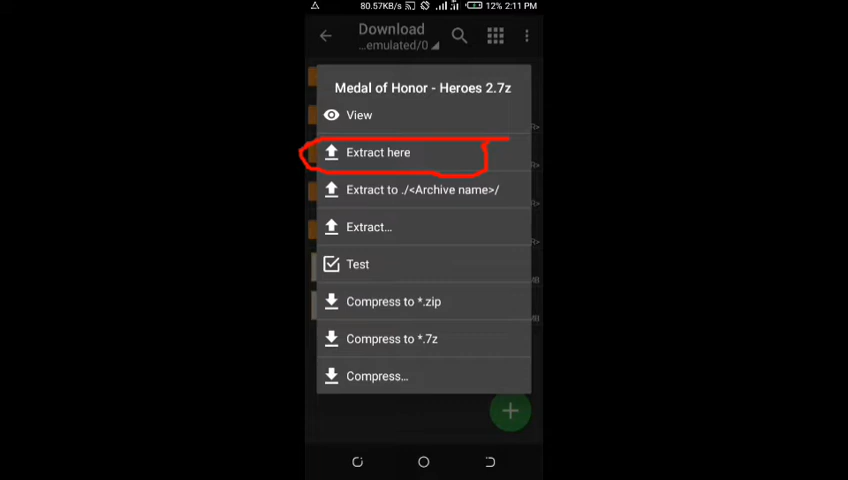 80.57KB/s 12% 2:11 PM
Download
...emulated/0
Medal of Honor - Heroes 2.7z
View
Extract here
Extract to ./<Archive name>/
Extract...
Test
Compress to *.zip
Compress to *.7z
Compress...